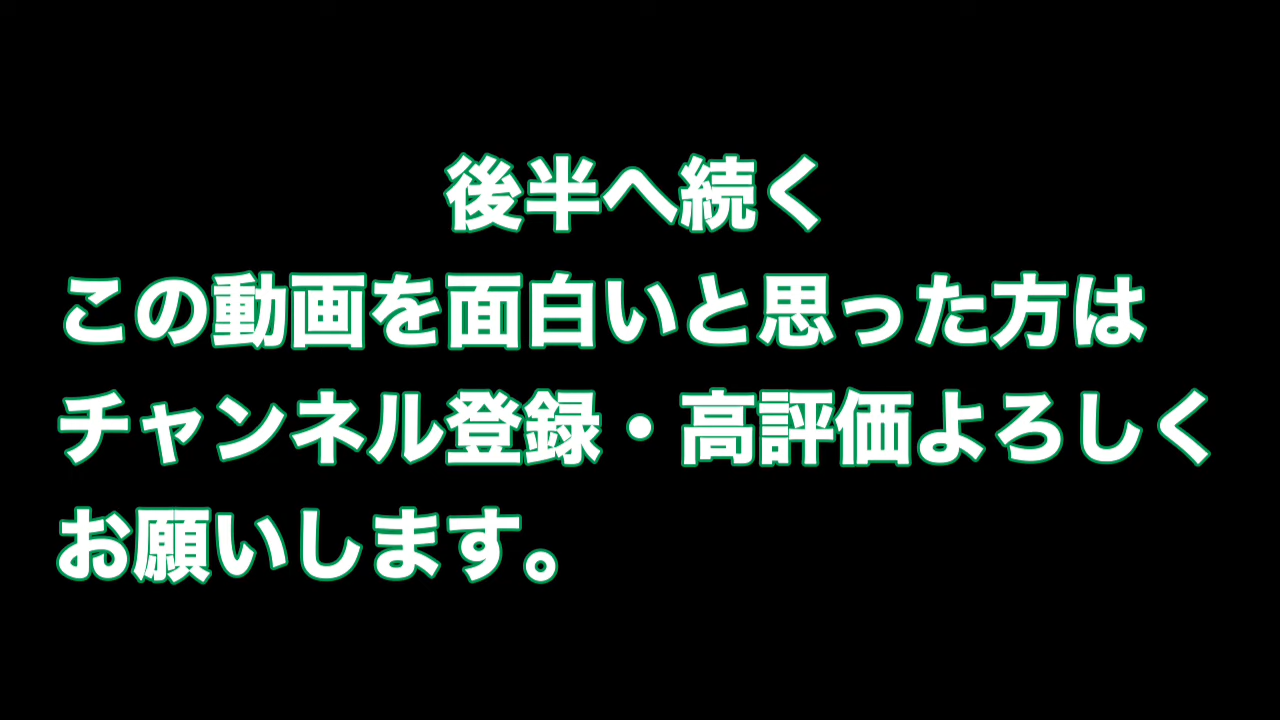 後半へ続く
この動画を面白いと思った方は
チャンネル登録・高評価よろしく
お願いします。